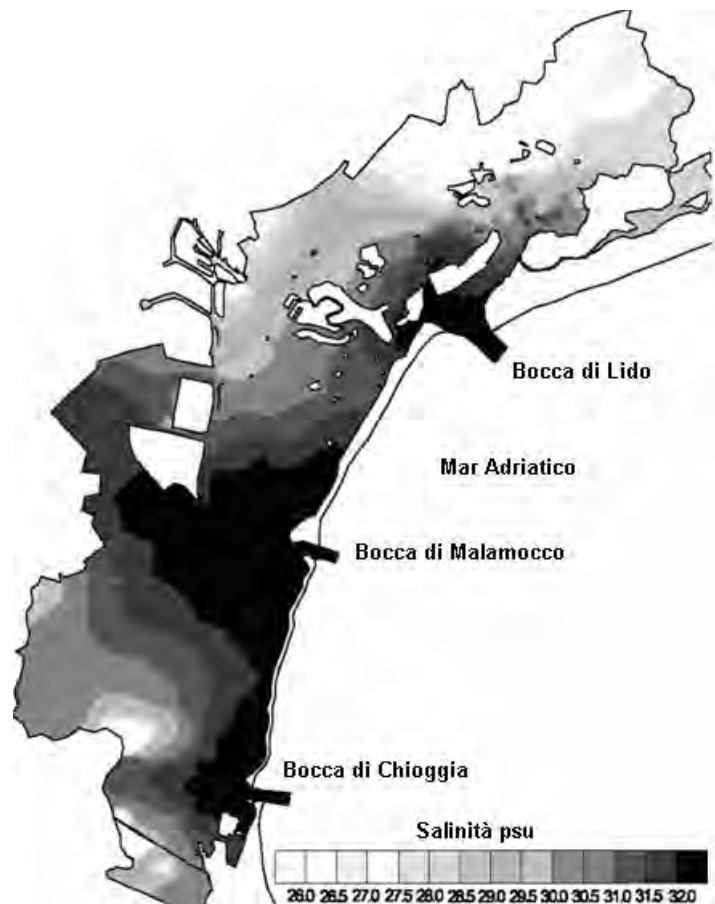 Bocca di Lido
Mar Adriatico
Bocca di Malamocco
Bocca di Chioggia
Salinità psu
26.0 26.5 27.0 27.5 28.0 28.5 29.0 29.5 30.0 30.5 31.0 31.5 32.0